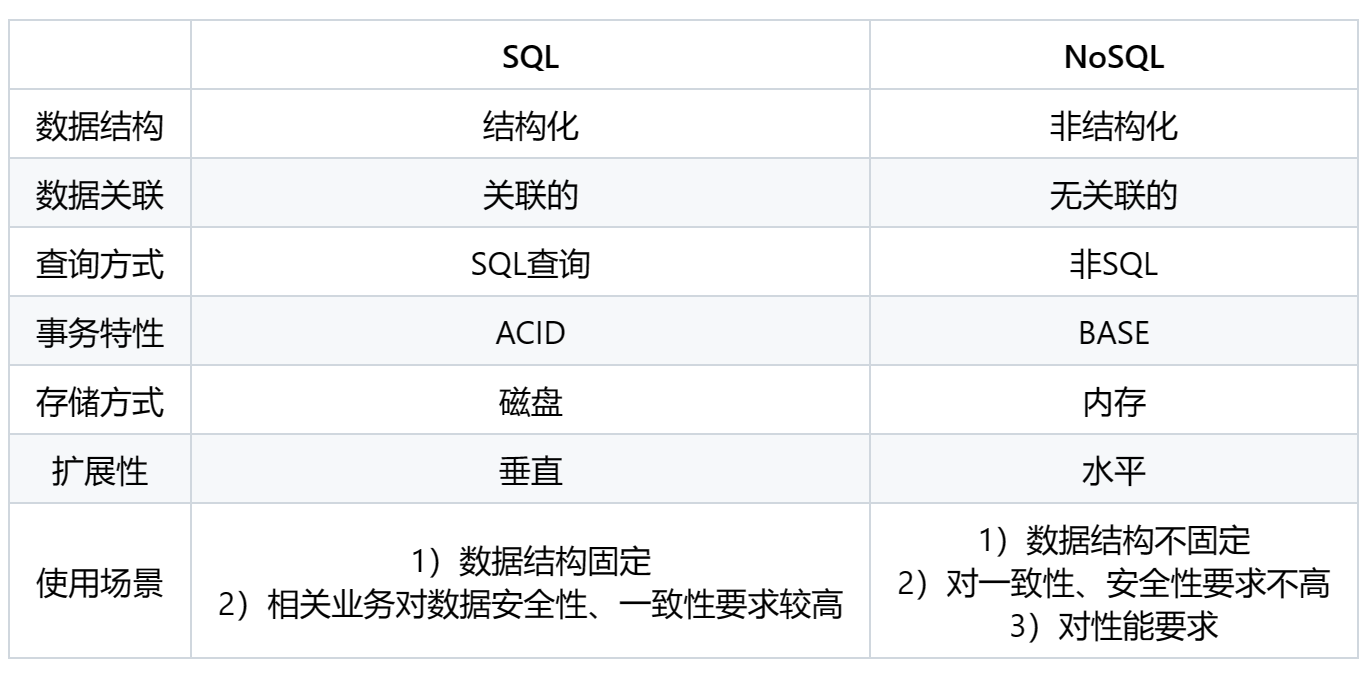 SQL NoSQL
数据结构 结构化 非结构化
数据关联 关联的 无关联的
查询方式 SQL查询 非SQL
事务特性 ACID BASE
存储方式 磁盘 内存
扩展性 垂直 水平
使用场景
1）数据结构固定
2）相关业务对数据安全性、一致性要求较高
1）数据结构不固定
2）对一致性、安全性要求不高
3）对性能要求